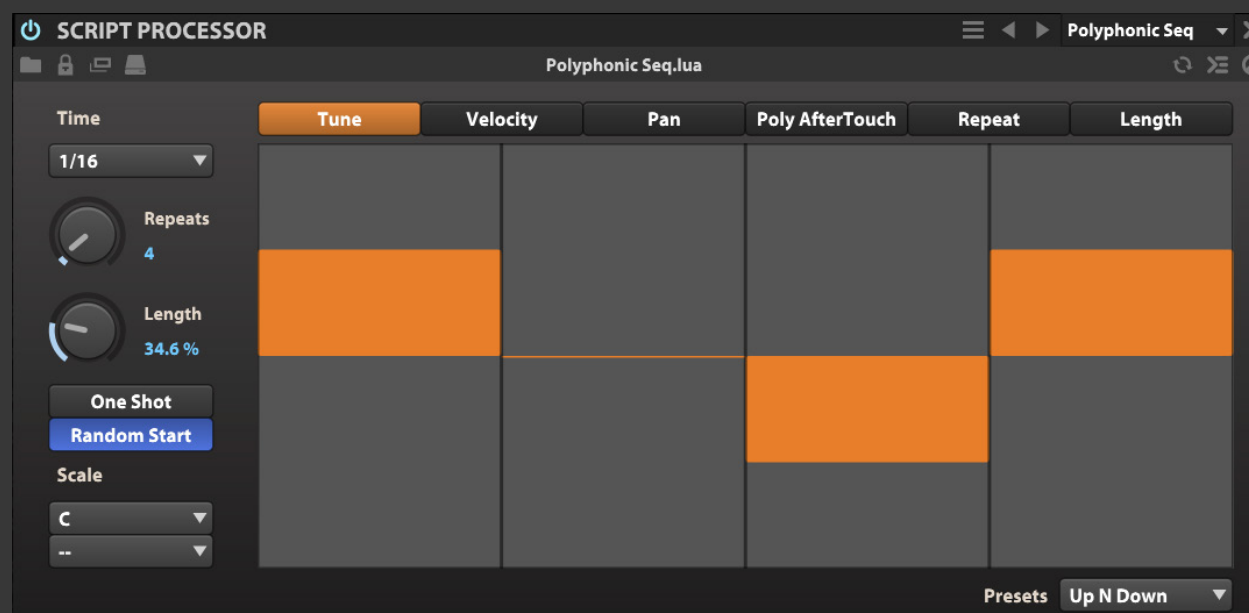 SCRIPT PROCESSOR
Polyphonic Seq
Polyphonic Seq.lua
Time
1/16
Repeats
4
Length
34.6 %
One Shot
Random Start
Scale
C
--
Tune
Velocity
Pan
Poly AfterTouch
Repeat
Length
Presets
Up N Down